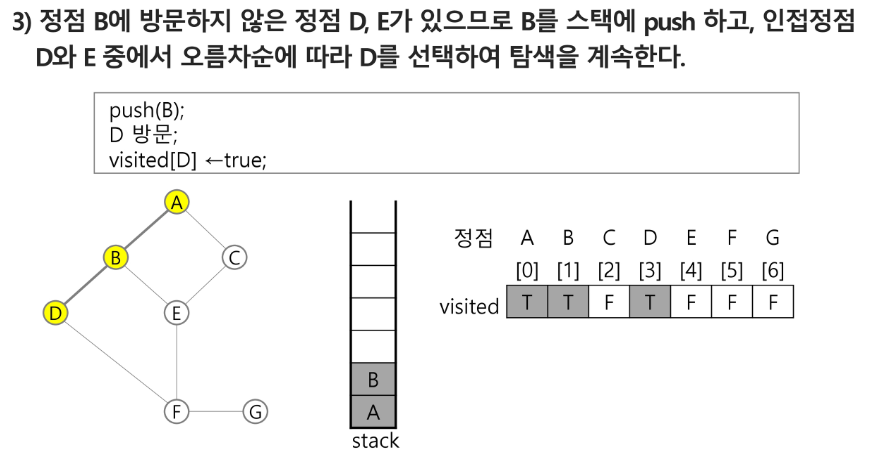 3) 정점 B에 방문하지 않은 정점 D, E가 있으므로 B를 스택에 push 하고, 인접정점
D와 E 중에서 오름차순에 따라 D를 선택하여 탐색을 계속한다.
push(B);
D 방문;
visited[D] ←true;
A
B
C
D
E
F
G
B
A
stack
정점 A B C D E F G
[0] [1] [2] [3] [4] [5] [6]
visited T T F T F F F